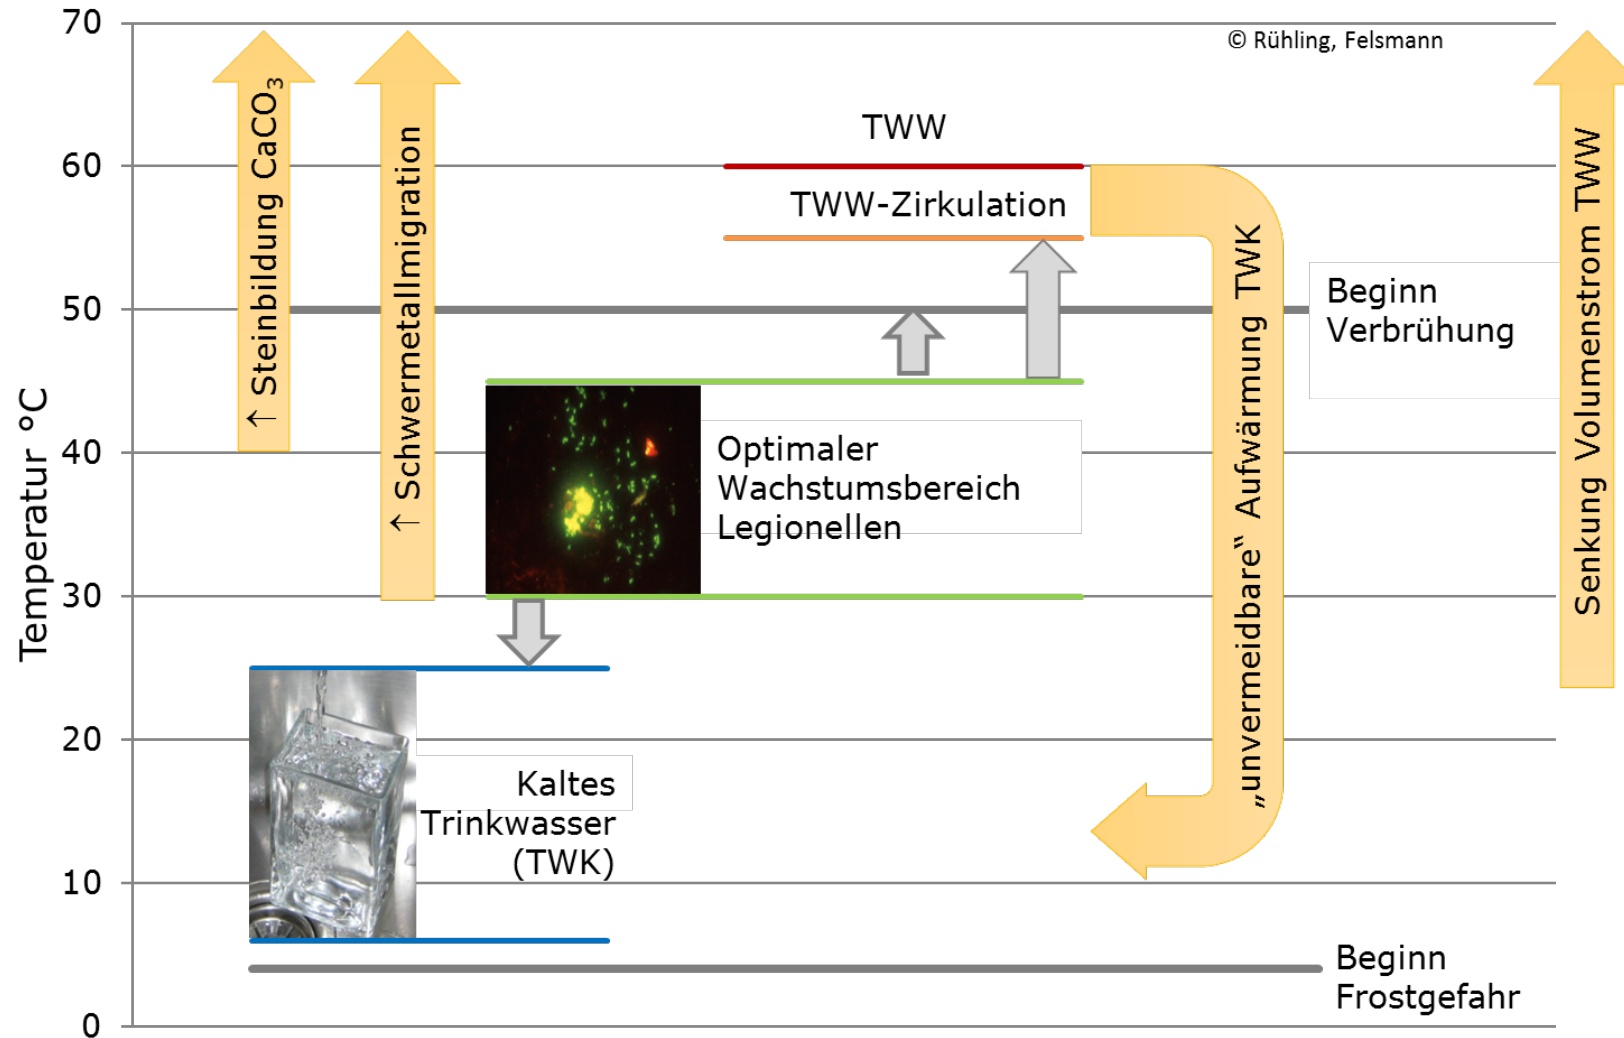 70
© Rühling, Felsmann
TWW
60
TWW-Zirkulation
50
Beginn
Verbrühung
Optimaler
Wachstumsbereich
Legionellen
40
30
20
Kaltes
Trinkwasser
(TWK)
10
Beginn
Frostgefahr
0
Temperatur °C
↑ Steinbildung CaCO₃
↑ Schwermetallmigration
„unvermeidbare“ Aufwärmung TWK
Senkung Volumenstrom TWW